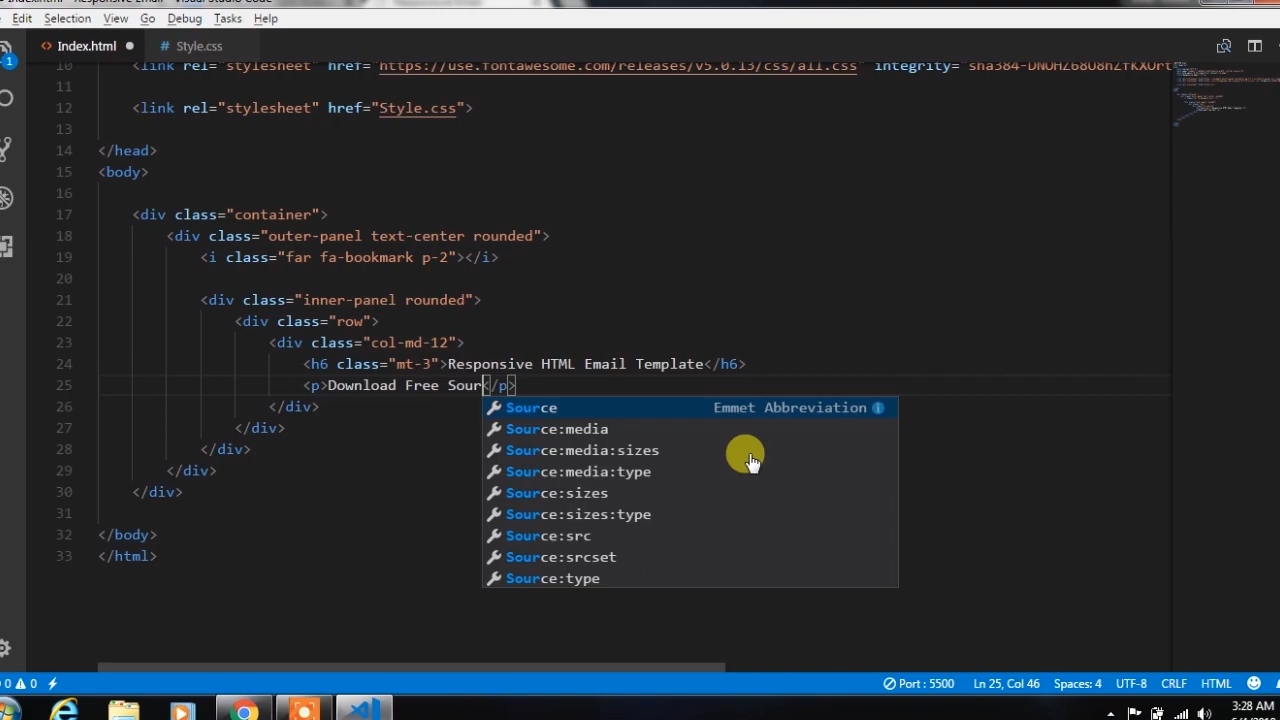 Edit Selection View Go Debug Tasks Help
1
Index.html Style.css
10 <link rel="stylesheet" href="https://use.fontawesome.com/releases/v5.0.13/css/all.css" integrity="
11
12 <link rel="stylesheet" href="Style.css">
13
14 </head>
15 <body>
16
17 <div class="container">
18 <div class="outer-panel text-center rounded">
19 <i class="far fa-bookmark p-2"></i>
20
21 <div class="inner-panel rounded">
22 <div class="row">
23 <div class="col-md-12">
24 <h6 class="mt-3">Responsive HTML Email Template</h6>
25 <p>Download Free Sour</p>
26 </div>
Source Emmet Abbreviation
27 </div>
Source:media
28 </div>
Source:media:sizes
29 </div>
Source:media:type
30 </div>
Source:sizes
31
Source:sizes:type
32 </body>
Source:src
33 </html>
Source:srcset
Source:type
0 0 Port : 5500 Ln 25, Col 46 Spaces: 4 UTF-8 CRLF HTML
3:28 AM